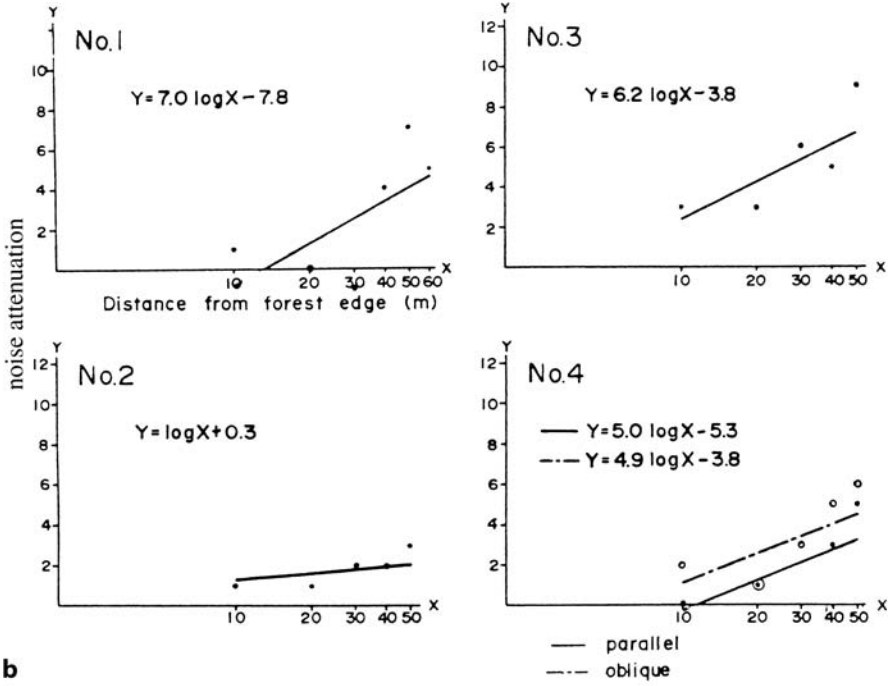 noise attenuation
Y
No.1
Y=7.0 logX-7.8
10
8
6
4
2
10 20 30 40 50 60 X
Distance from forest edge (m)
Y
No.3
Y=6.2 logX-3.8
12
10
8
6
4
2
10 20 30 40 50 X
Y
No.2
Y=logX+0.3
12
10
8
6
4
2
10 20 30 40 50 X
Y
No.4
Y=5.0 logX-5.3
Y=4.9 logX-3.8
12
10
8
6
4
2
10 20 30 40 50 X
parallel
oblique
b